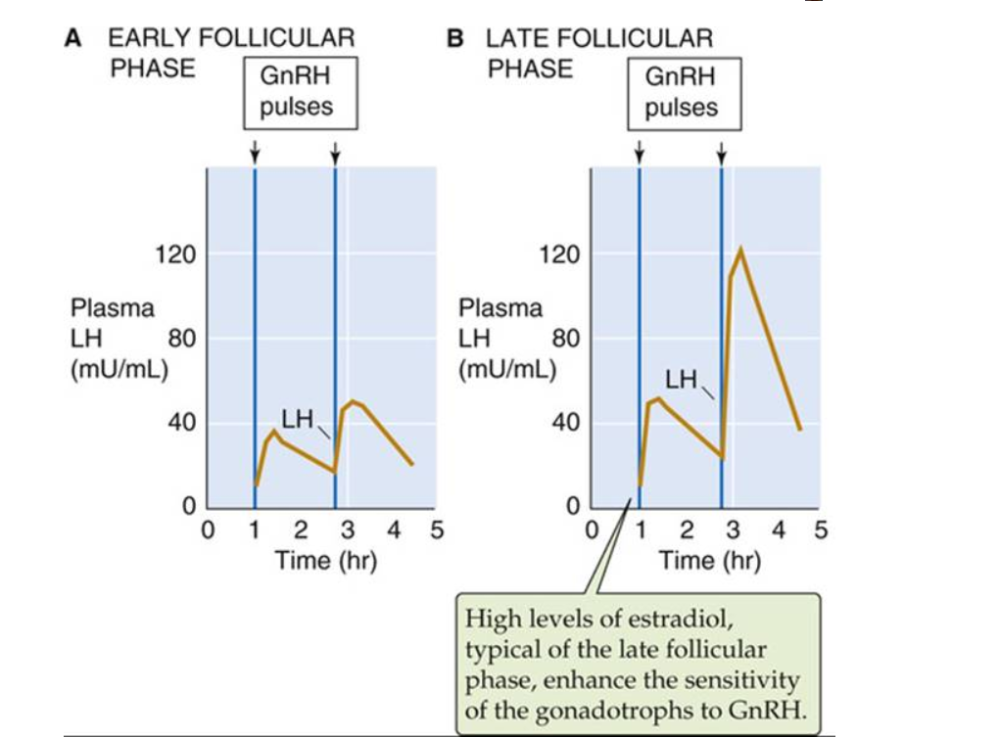 A EARLY FOLLICULAR
PHASE
GnRH
pulses
120
Plasma
LH
(mU/mL)
80
LH
40
0
0 1 2 3 4 5
Time (hr)
B LATE FOLLICULAR
PHASE
GnRH
pulses
120
Plasma
LH
(mU/mL)
80
LH
40
0
0 1 2 3 4 5
Time (hr)
High levels of estradiol,
typical of the late follicular
phase, enhance the sensitivity
of the gonadotrophs to GnRH.